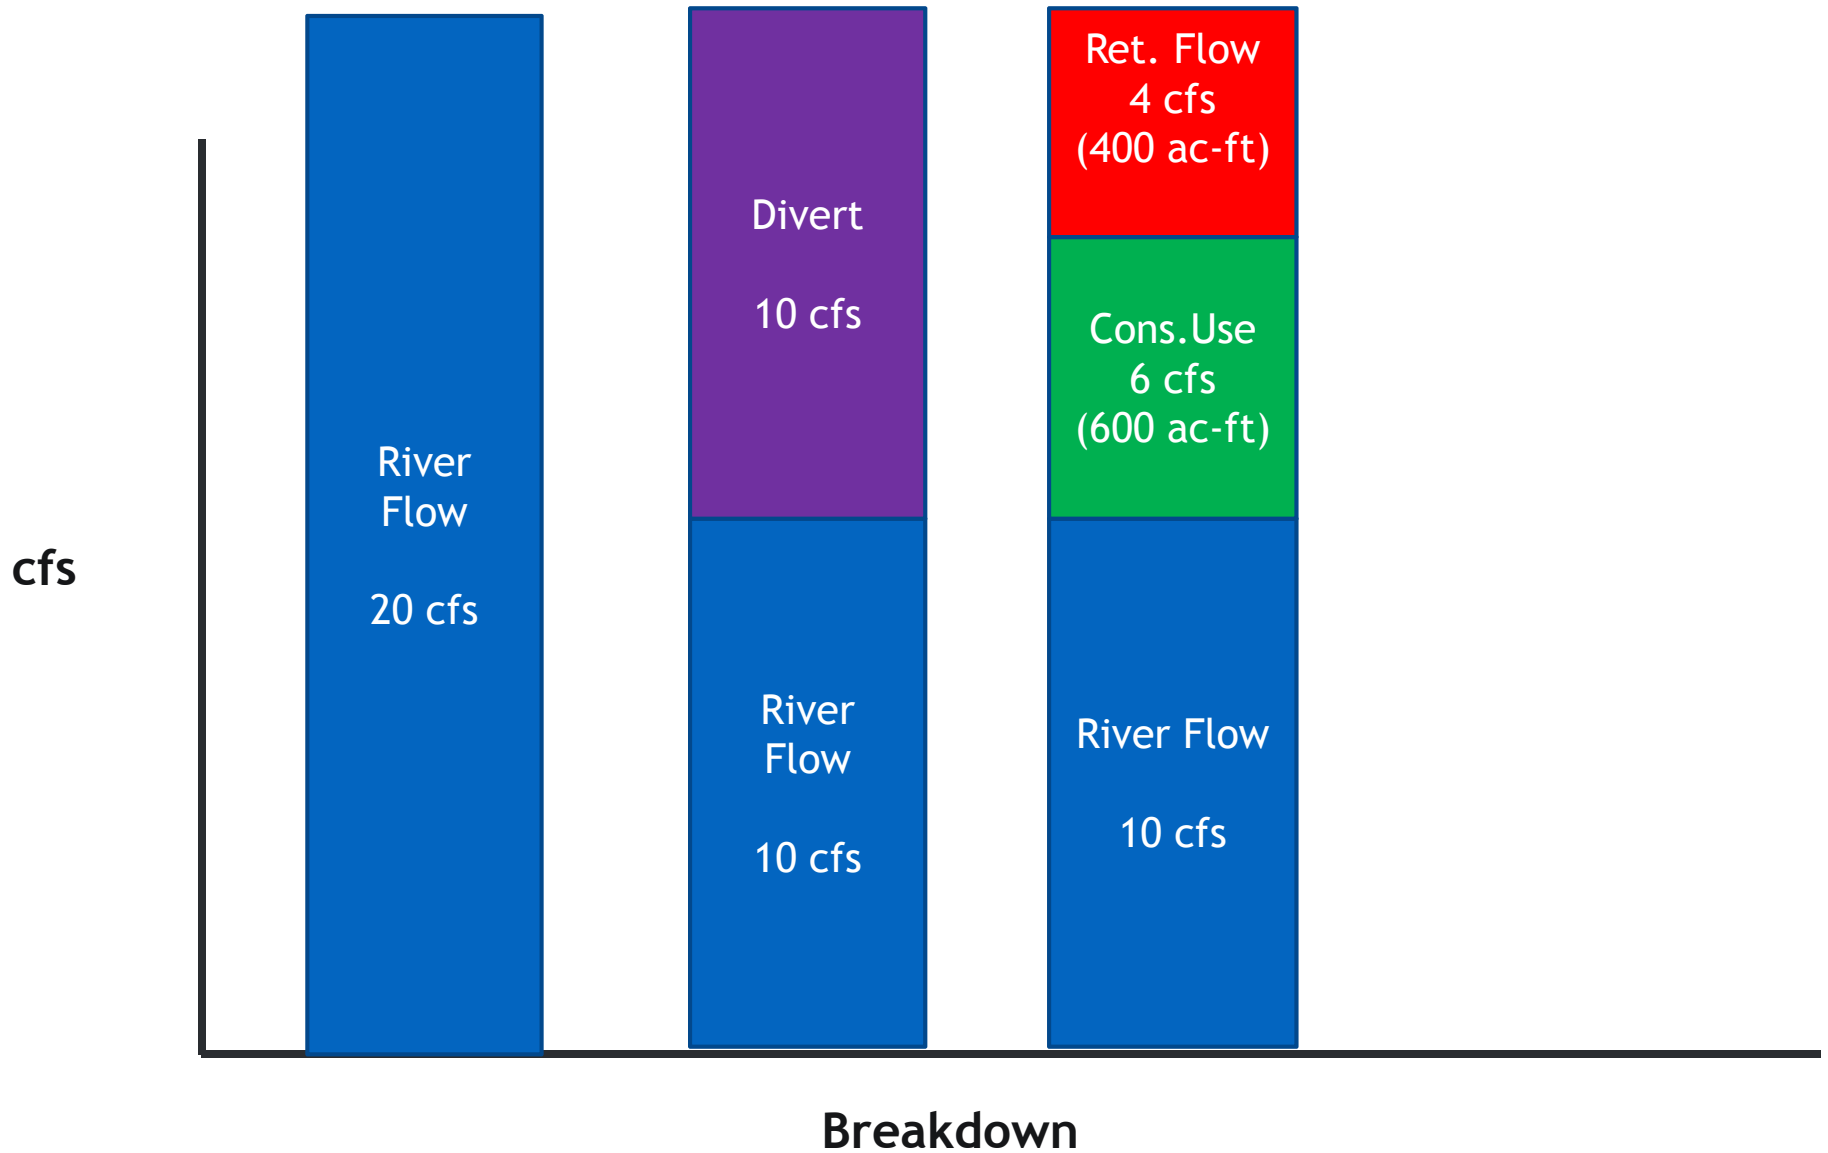 cfs
River
Flow
20 cfs
Divert
10 cfs
River
Flow
10 cfs
Ret. Flow
4 cfs
(400 ac-ft)
Cons.Use
6 cfs
(600 ac-ft)
River Flow
10 cfs
Breakdown